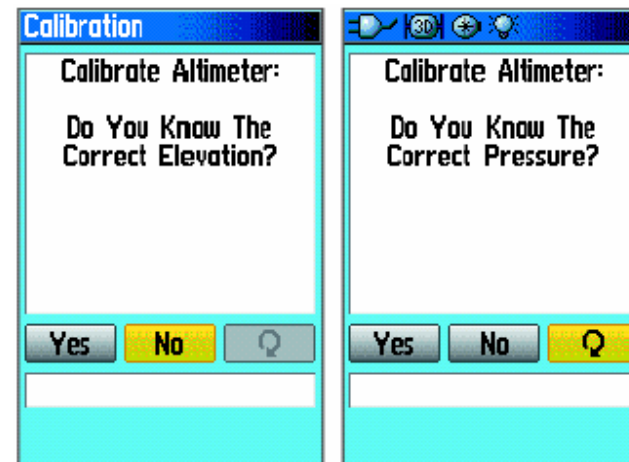 Calibration
Calibrate Altimeter:
Do You Know The
Correct Elevation?
Yes No
3D
Calibrate Altimeter:
Do You Know The
Correct Pressure?
Yes No